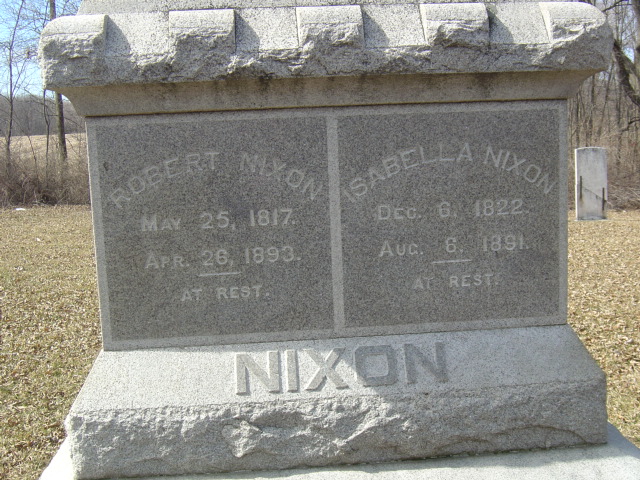 ROBERT NIXON
MAY 25, 1817.
APR. 26, 1893.
AT REST.
ISABELLA NIXON
DEC. 6, 1822.
AUG. 6, 1891.
AT REST.
NIXON